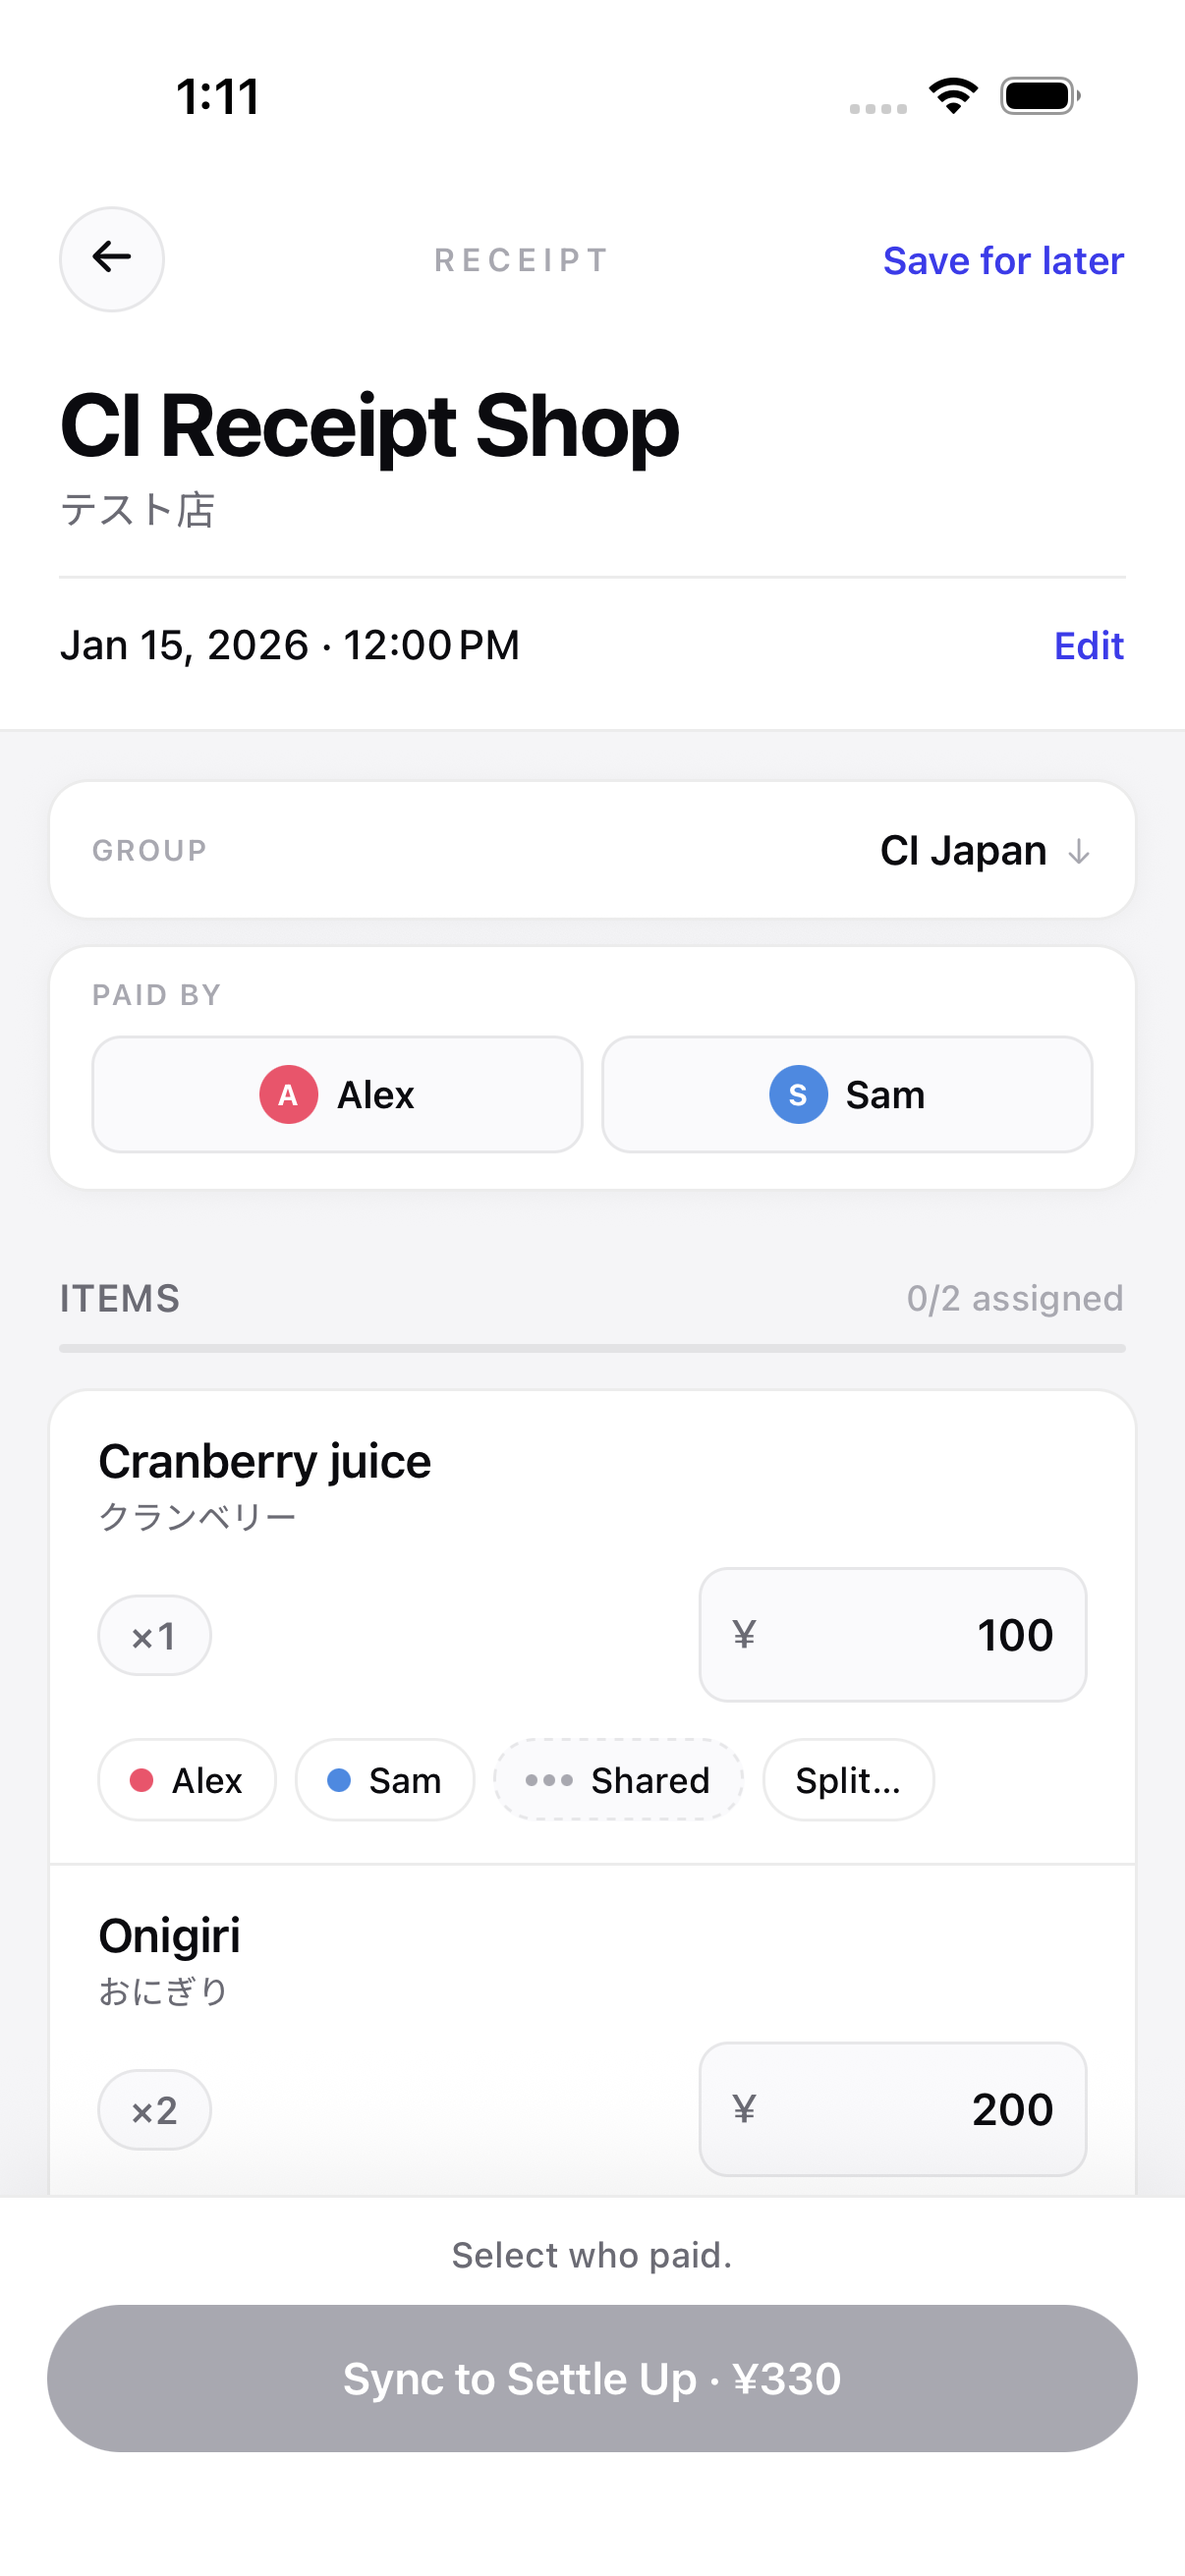 1:11
RECEIPT
Save for later
CI Receipt Shop
テスト店
Jan 15, 2026 · 12:00 PM
Edit
GROUP
CI Japan ↓
PAID BY
A Alex
S Sam
ITEMS
0/2 assigned
Cranberry juice
クランベリー
×1
¥ 100
Alex
Sam
Shared
Split...
Onigiri
おにぎり
×2
¥ 200
Select who paid.
Sync to Settle Up · ¥330